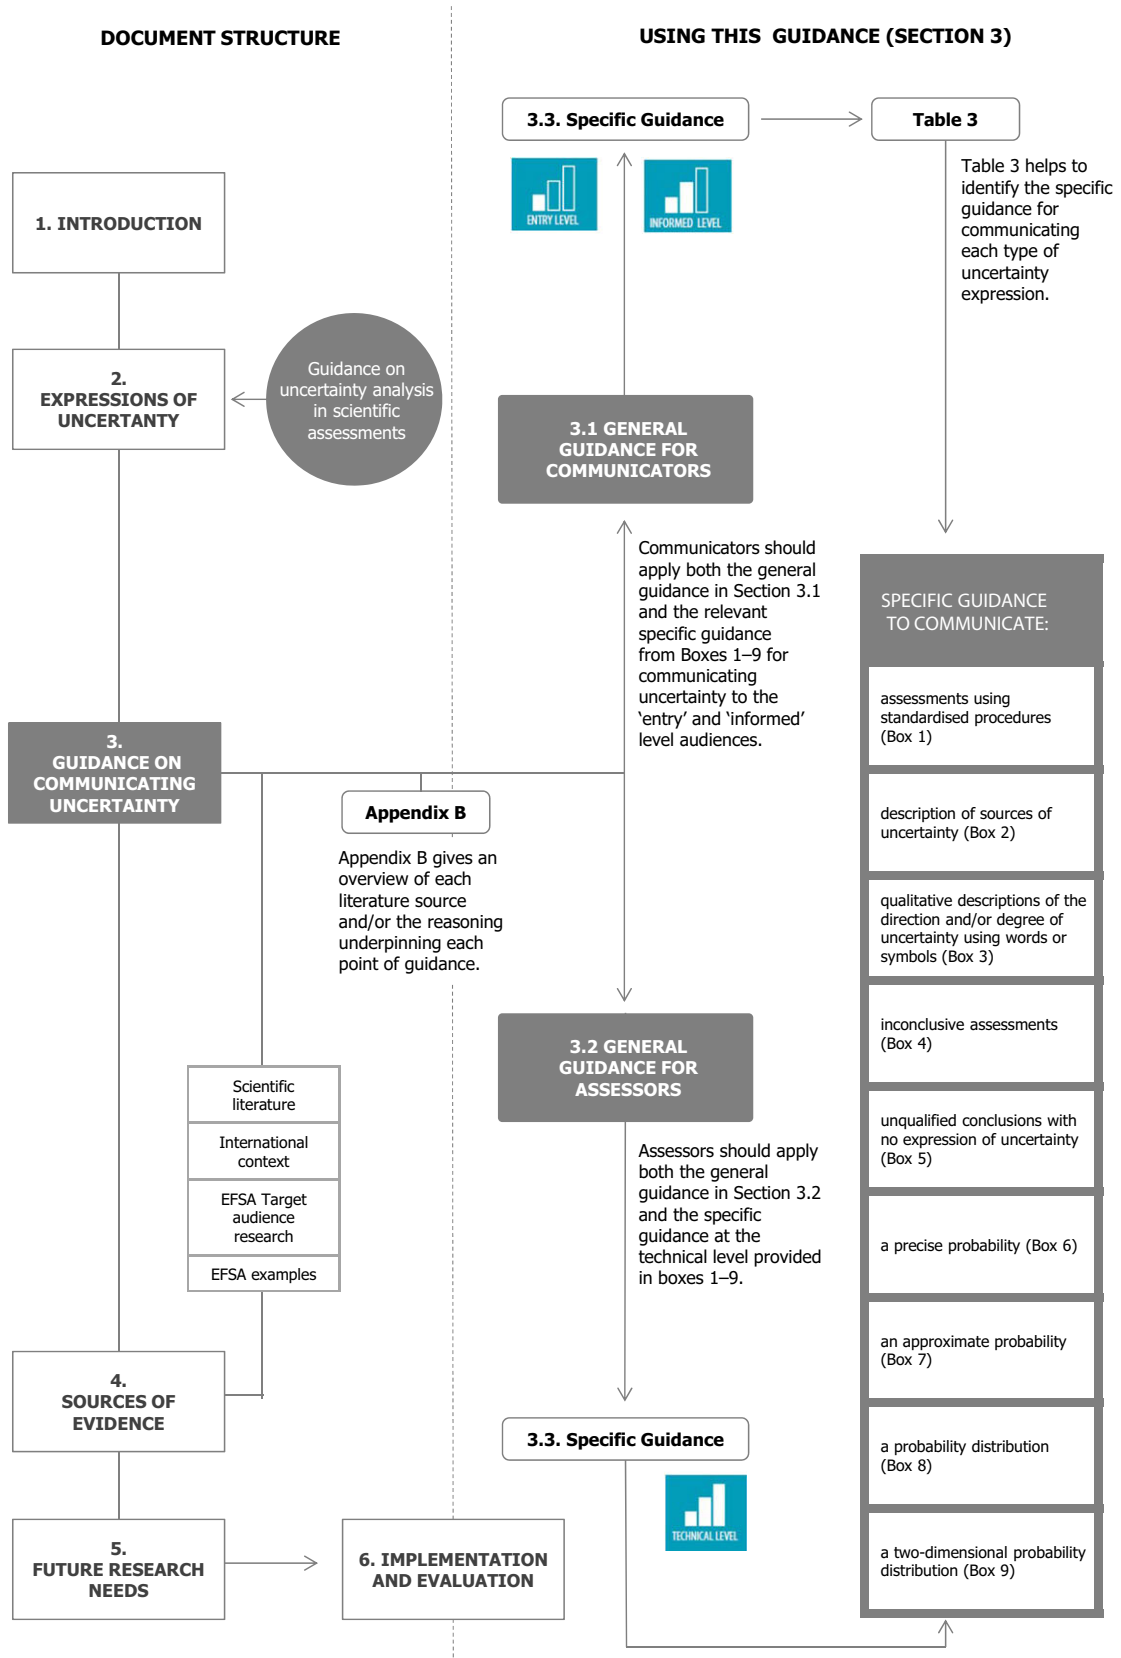 DOCUMENT STRUCTURE
1. INTRODUCTION
2.
EXPRESSIONS OF
UNCERTANTY
Guidance on
uncertainty analysis
in scientific
assessments
3.
GUIDANCE ON
COMMUNICATING
UNCERTAINTY
Appendix B
Appendix B gives an
overview of each
literature source
and/or the reasoning
underpinning each
point of guidance.
Scientific
literature
International
context
EFSA Target
audience
research
EFSA examples
4.
SOURCES OF
EVIDENCE
5.
FUTURE RESEARCH
NEEDS
6. IMPLEMENTATION
AND EVALUATION
USING THIS GUIDANCE (SECTION 3)
3.3. Specific Guidance
ENTRY LEVEL
INFORMED LEVEL
Table 3
Table 3 helps to
identify the specific
guidance for
communicating
each type of
uncertainty
expression.
3.1 GENERAL
GUIDANCE FOR
COMMUNICATORS
Communicators should
apply both the general
guidance in Section 3.1
and the relevant
specific guidance
from Boxes 1–9 for
communicating
uncertainty to the
‘entry’ and ‘informed’
level audiences.
3.2 GENERAL
GUIDANCE FOR
ASSESSORS
Assessors should apply
both the general
guidance in Section 3.2
and the specific
guidance at the
technical level provided
in boxes 1–9.
3.3. Specific Guidance
TECHNICAL LEVEL
SPECIFIC GUIDANCE
TO COMMUNICATE:
assessments using
standardised procedures
(Box 1)
description of sources of
uncertainty (Box 2)
qualitative descriptions of the
direction and/or degree of
uncertainty using words or
symbols (Box 3)
inconclusive assessments
(Box 4)
unqualified conclusions with
no expression of uncertainty
(Box 5)
a precise probability (Box 6)
an approximate probability
(Box 7)
a probability distribution
(Box 8)
a two-dimensional probability
distribution (Box 9)